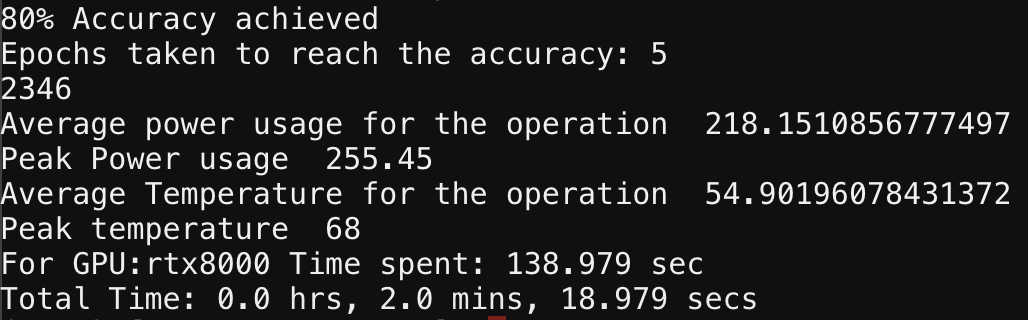 80% Accuracy achieved
Epochs taken to reach the accuracy: 5
2346
Average power usage for the operation  218.1510856777497
Peak Power usage  255.45
Average Temperature for the operation  54.90196078431372
Peak temperature  68
For GPU:rtx8000 Time spent: 138.979 sec
Total Time: 0.0 hrs, 2.0 mins, 18.979 secs